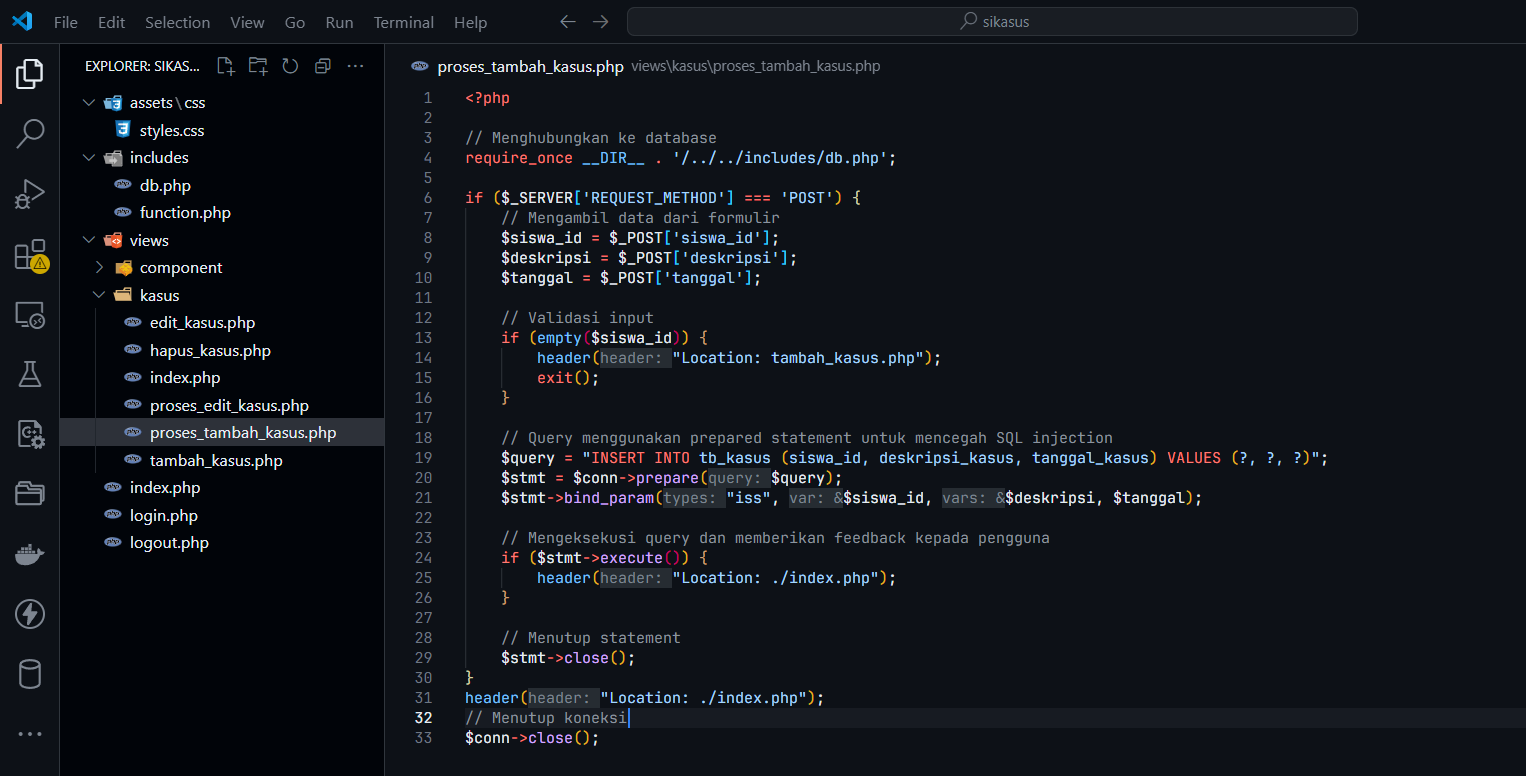 File Edit Selection View Go Run Terminal Help
sikasus
EXPLORER: SIKAS...
assets\css
styles.css
includes
db.php
function.php
views
component
kasus
edit_kasus.php
hapus_kasus.php
index.php
proses_edit_kasus.php
proses_tambah_kasus.php
tambah_kasus.php
index.php
login.php
logout.php
proses_tambah_kasus.php views\kasus\proses_tambah_kasus.php
1 <?php
2
3 // Menghubungkan ke database
4 require_once __DIR__ . '/../../includes/db.php';
5
6 if ($_SERVER['REQUEST_METHOD'] === 'POST') {
7     // Mengambil data dari formulir
8     $siswa_id = $_POST['siswa_id'];
9     $deskripsi = $_POST['deskripsi'];
10     $tanggal = $_POST['tanggal'];
11
12     // Validasi input
13     if (empty($siswa_id)) {
14         header(header: "Location: tambah_kasus.php");
15         exit();
16     }
17
18     // Query menggunakan prepared statement untuk mencegah SQL injection
19     $query = "INSERT INTO tb_kasus (siswa_id, deskripsi_kasus, tanggal_kasus) VALUES (?, ?, ?)";
20     $stmt = $conn->prepare(query: $query);
21     $stmt->bind_param(types: "iss", var: &$siswa_id, vars: &$deskripsi, $tanggal);
22
23     // Mengeksekusi query dan memberikan feedback kepada pengguna
24     if ($stmt->execute()) {
25         header(header: "Location: ./index.php");
26     }
27
28     // Menutup statement
29     $stmt->close();
30 }
31 header(header: "Location: ./index.php");
32 // Menutup koneksi
33 $conn->close();